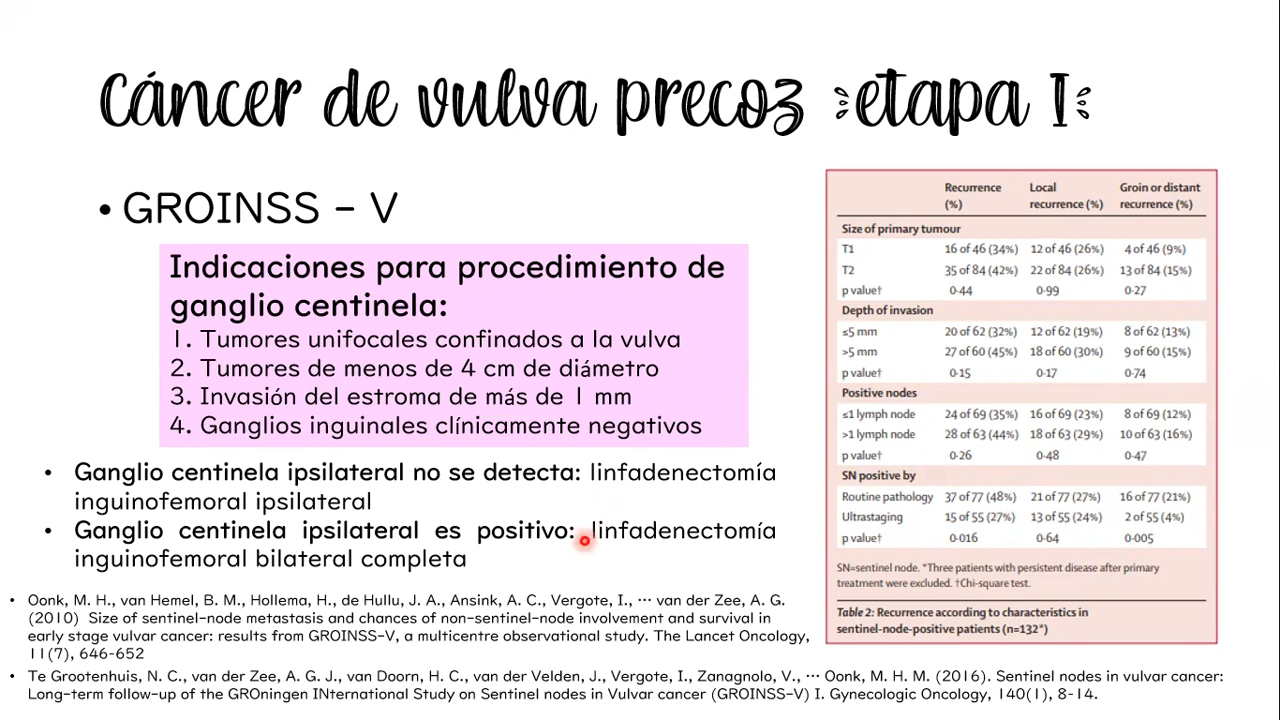 Cáncer de vulva precoz etapa I
• GROINSS – V
Indicaciones para procedimiento de
ganglio centinela:
1. Tumores unifocales confinados a la vulva
2. Tumores de menos de 4 cm de diámetro
3. Invasión del estroma de más de 1 mm
4. Ganglios inguinales clínicamente negativos
• Ganglio centinela ipsilateral no se detecta: linfadenectomía
inguinofemoral ipsilateral
• Ganglio centinela ipsilateral es positivo: linfadenectomía
inguinofemoral bilateral completa
• Oonk, M. H., van Hemel, B. M., Hollema, H., de Hullu, J. A., Ansink, A. C., Vergote, I., … van der Zee, A. G.
(2010) Size of sentinel-node metastasis and chances of non-sentinel-node involvement and survival in
early stage vulvar cancer: results from GROINSS-V, a multicentre observational study. The Lancet Oncology,
11(7), 646-652
• Te Grootenhuis, N. C., van der Zee, A. G. J., van Doorn, H. C., van der Velden, J., Vergote, I., Zanagnolo, V., … Oonk, M. H. M. (2016). Sentinel nodes in vulvar cancer:
Long-term follow-up of the GROningen INternational Study on Sentinel nodes in Vulvar cancer (GROINSS-V) I. Gynecologic Oncology, 140(1), 8-14.
Recurrence Local Groin or distant
(%) recurrence (%) recurrence (%)
Size of primary tumour
T1 16 of 46 (34%) 12 of 46 (26%) 4 of 46 (9%)
T2 35 of 84 (42%) 22 of 84 (26%) 13 of 84 (15%)
p value† 0·44 0·99 0·27
Depth of invasion
≤5 mm 20 of 62 (32%) 12 of 62 (19%) 8 of 62 (13%)
>5 mm 27 of 60 (45%) 18 of 60 (30%) 9 of 60 (15%)
p value† 0·15 0·17 0·74
Positive nodes
≤1 lymph node 24 of 69 (35%) 16 of 69 (23%) 8 of 69 (12%)
>1 lymph node 28 of 63 (44%) 18 of 63 (29%) 10 of 63 (16%)
p value† 0·26 0·48 0·47
SN positive by
Routine pathology 37 of 77 (48%) 21 of 77 (27%) 16 of 77 (21%)
Ultrastaging 15 of 55 (27%) 13 of 55 (24%) 2 of 55 (4%)
p value† 0·016 0·64 0·005
SN=sentinel node. *Three patients with persistent disease after primary
treatment were excluded. †Chi-square test.
Table 2: Recurrence according to characteristics in
sentinel-node-positive patients (n=132*)